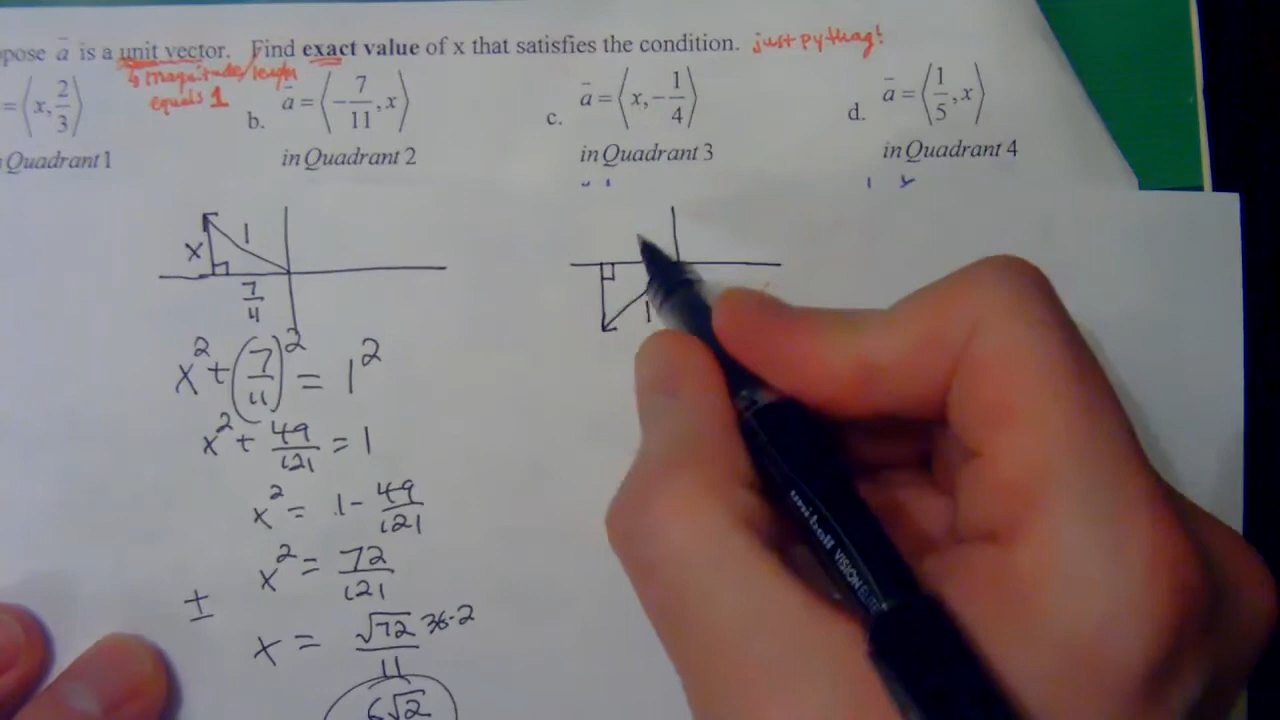 pose a is a unit vector. Find exact value of x that satisfies the condition. just pythag!
↳ magnitude/length
equals 1
= ⟨x, 2/3⟩ b. a = ⟨-7/11, x⟩ c. a = ⟨x, -1/4⟩ d. a = ⟨1/5, x⟩
Quadrant 1 in Quadrant 2 in Quadrant 3 in Quadrant 4
x 1
7/4
1
x² + (7/11)² = 1²
x² + 49/121 = 1
x² = 1 - 49/121
x² = 72/121
±
x = √72/11 36·2
6√2
uni-ball VISION ELITE